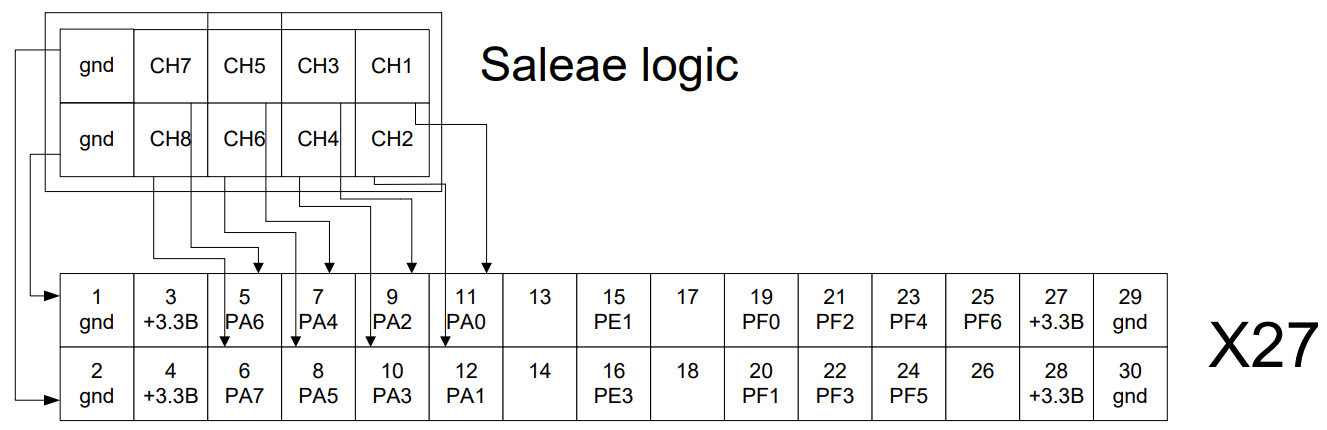 gnd CH7 CH5 CH3 CH1
Saleae logic
gnd CH8 CH6 CH4 CH2
1 3 5 7 9 11 13 15 17 19 21 23 25 27 29
gnd +3.3B PA6 PA4 PA2 PA0 PE1 PF0 PF2 PF4 PF6 +3.3B gnd
X27
2 4 6 8 10 12 14 16 18 20 22 24 26 28 30
gnd +3.3B PA7 PA5 PA3 PA1 PE3 PF1 PF3 PF5 +3.3B gnd